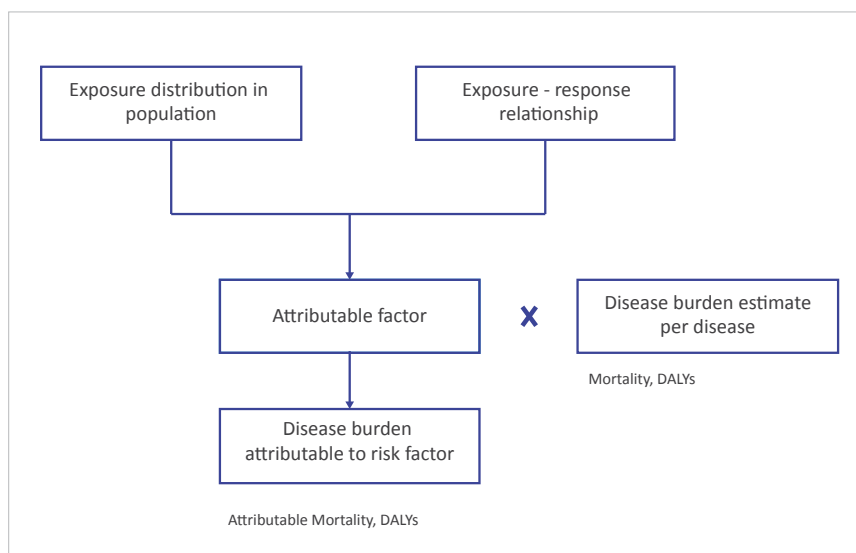 Exposure distribution in
population
Exposure - response
relationship
Attributable factor
x
Disease burden estimate
per disease
Mortality, DALYs
Disease burden
attributable to risk factor
Attributable Mortality, DALYs